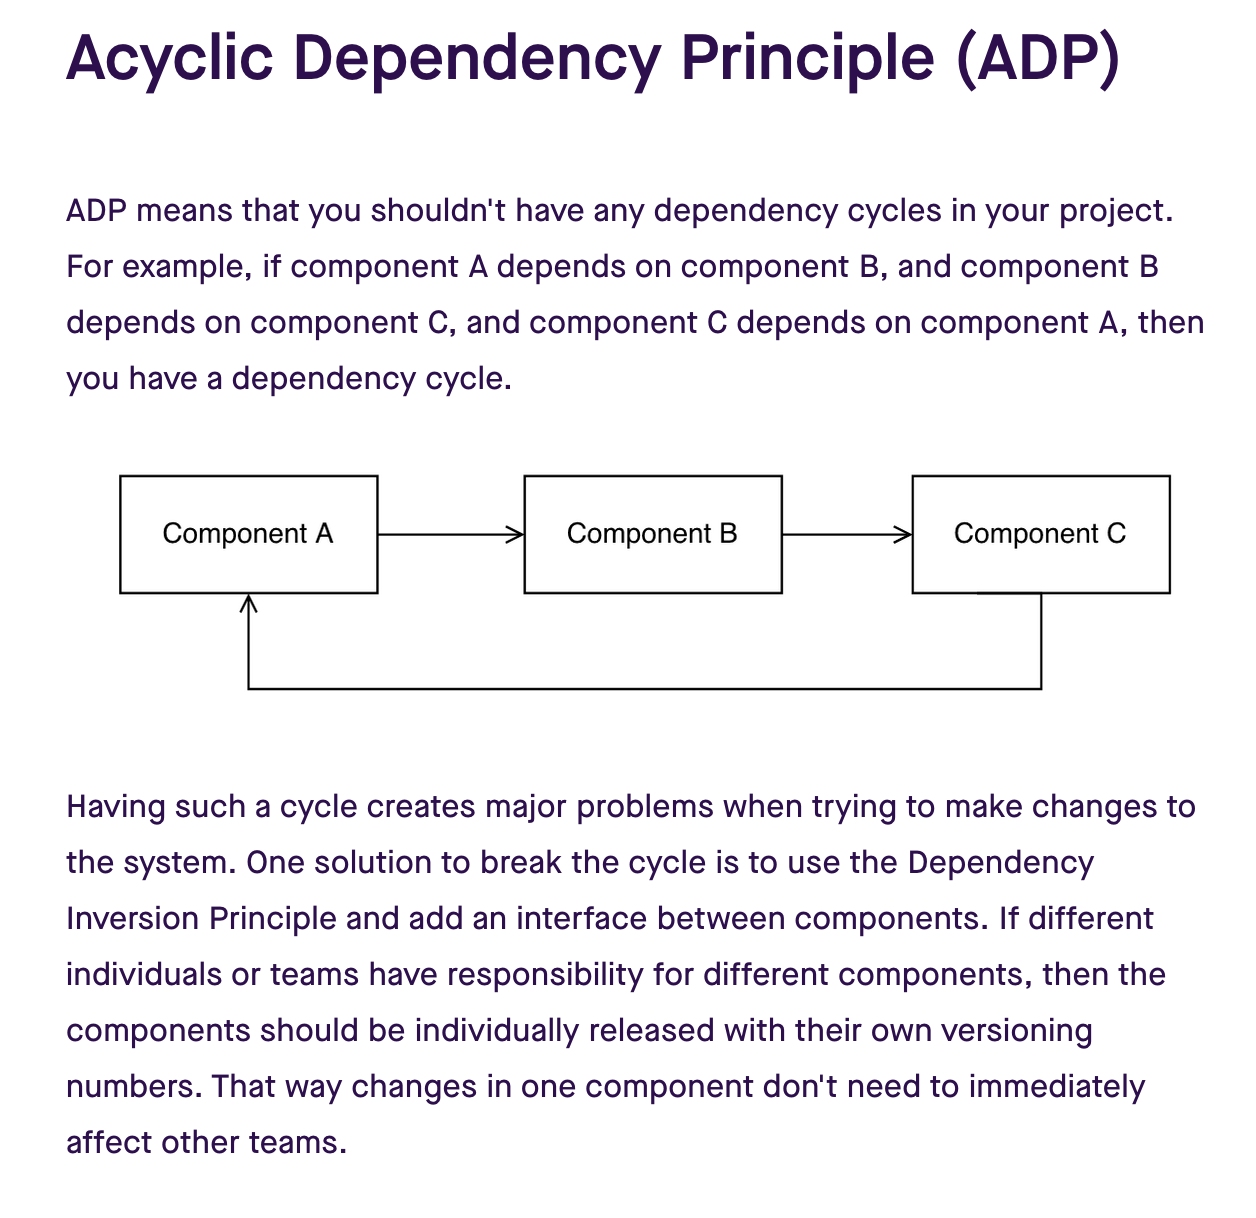 Acyclic Dependency Principle (ADP)
ADP means that you shouldn't have any dependency cycles in your project.
For example, if component A depends on component B, and component B
depends on component C, and component C depends on component A, then
you have a dependency cycle.
Component A
Component B
Component C
Having such a cycle creates major problems when trying to make changes to
the system. One solution to break the cycle is to use the Dependency
Inversion Principle and add an interface between components. If different
individuals or teams have responsibility for different components, then the
components should be individually released with their own versioning
numbers. That way changes in one component don't need to immediately
affect other teams.